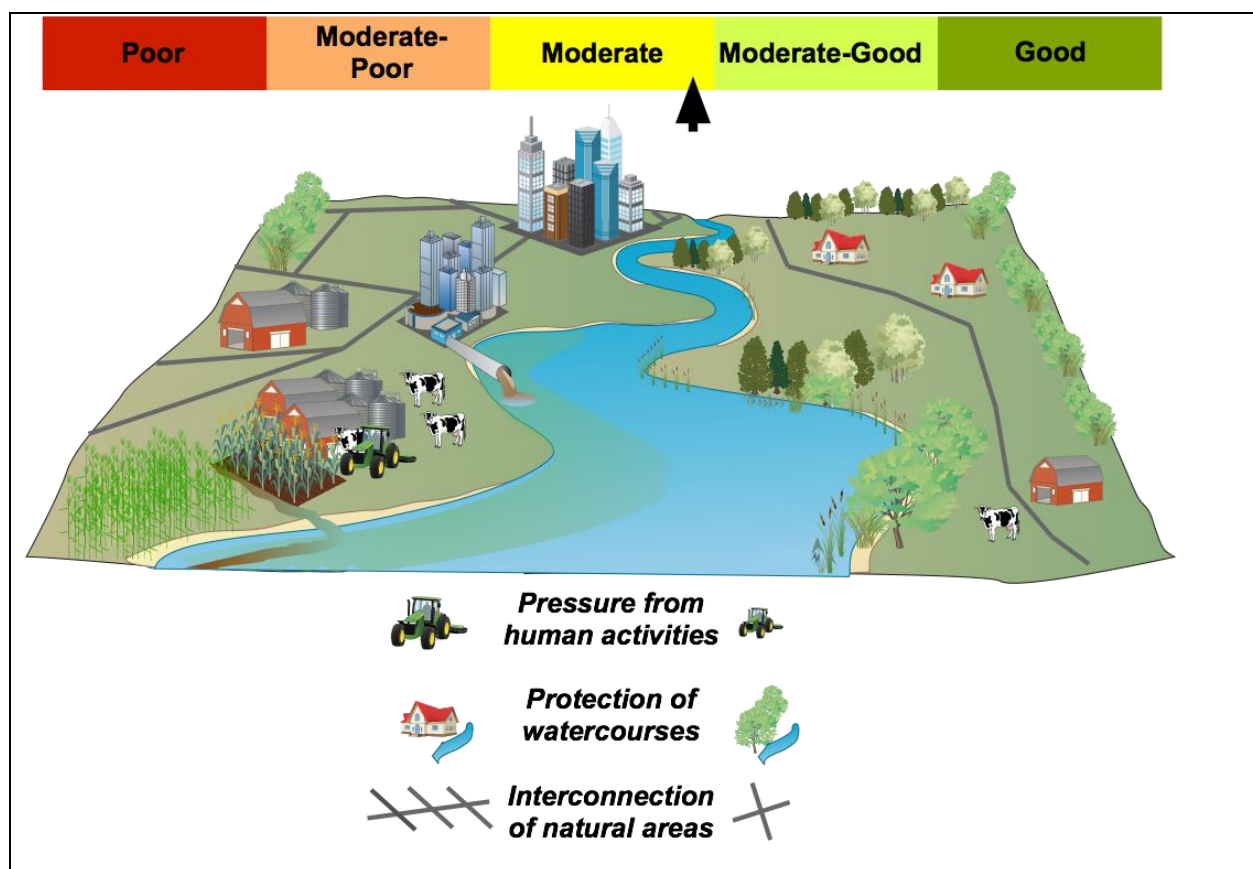 Poor
Moderate-
Poor
Moderate
Moderate-Good
Good
Pressure from
human activities
Protection of
watercourses
Interconnection
of natural areas